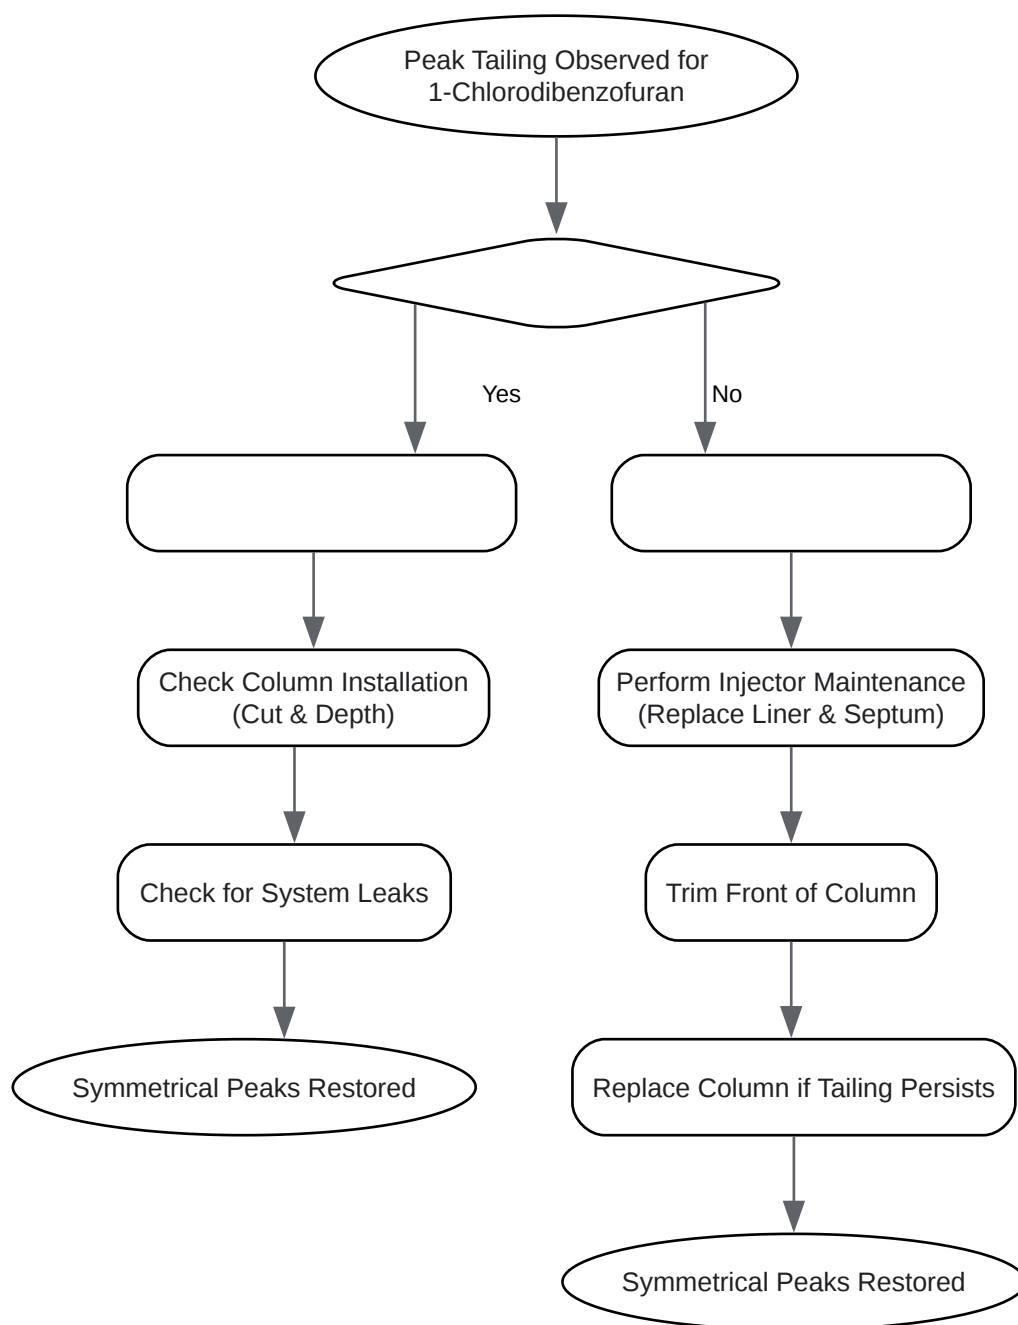 Peak Tailing Observed for
1-Chlorodibenzofuran
Yes
No
Check Column Installation
(Cut & Depth)
Perform Injector Maintenance
(Replace Liner & Septum)
Check for System Leaks
Trim Front of Column
Symmetrical Peaks Restored
Replace Column if Tailing Persists
Symmetrical Peaks Restored